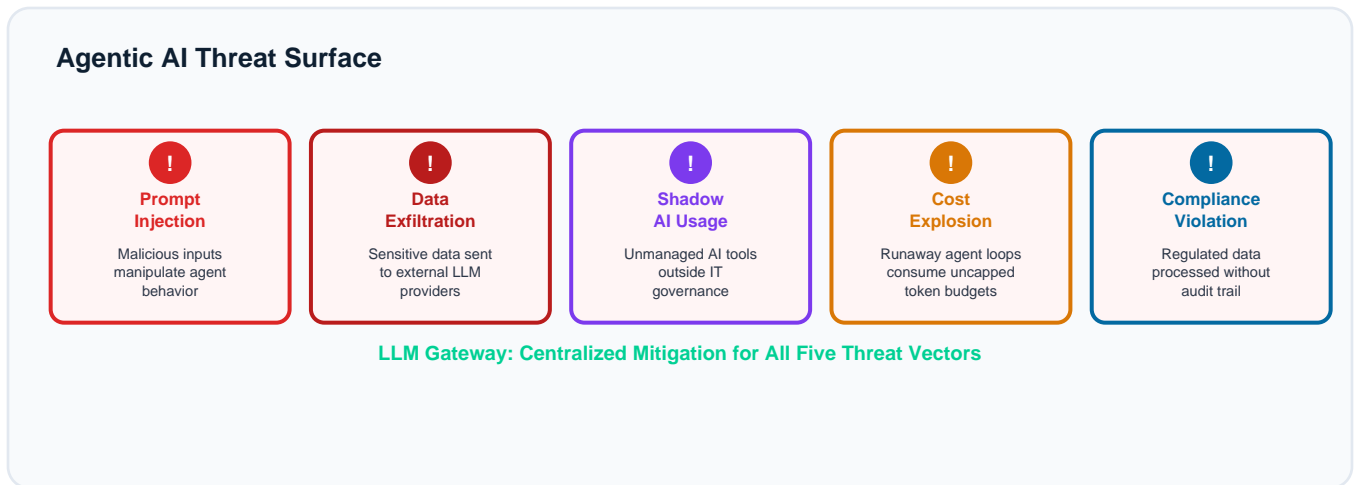 Agentic AI Threat Surface
!
Prompt
Injection
Malicious inputs
manipulate agent
behavior
!
Data
Exfiltration
Sensitive data sent
to external LLM
providers
!
Shadow
AI Usage
Unmanaged AI tools
outside IT
governance
!
Cost
Explosion
Runaway agent loops
consume uncapped
token budgets
!
Compliance
Violation
Regulated data
processed without
audit trail
LLM Gateway: Centralized Mitigation for All Five Threat Vectors